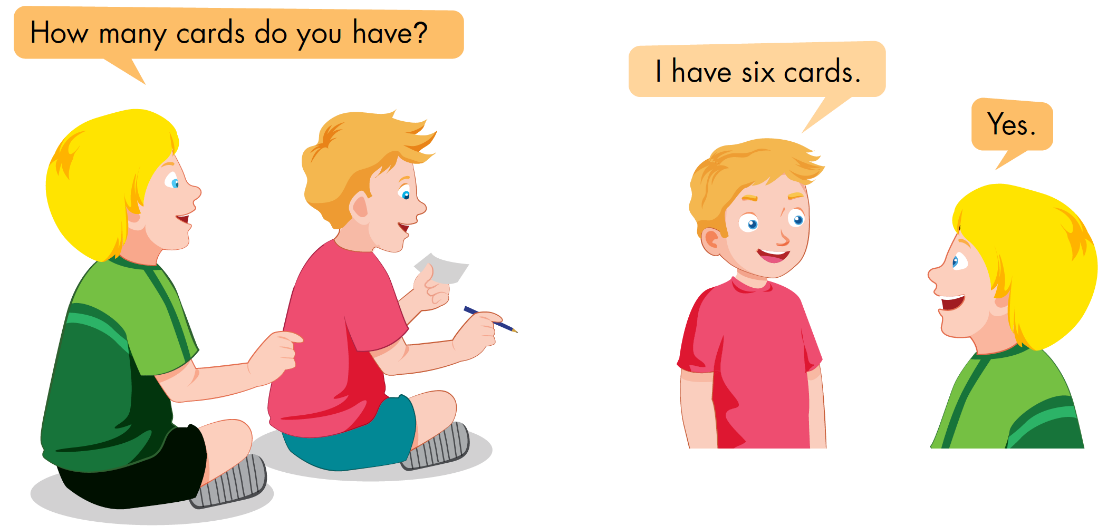 How many cards do you have?
I have six cards.
Yes.